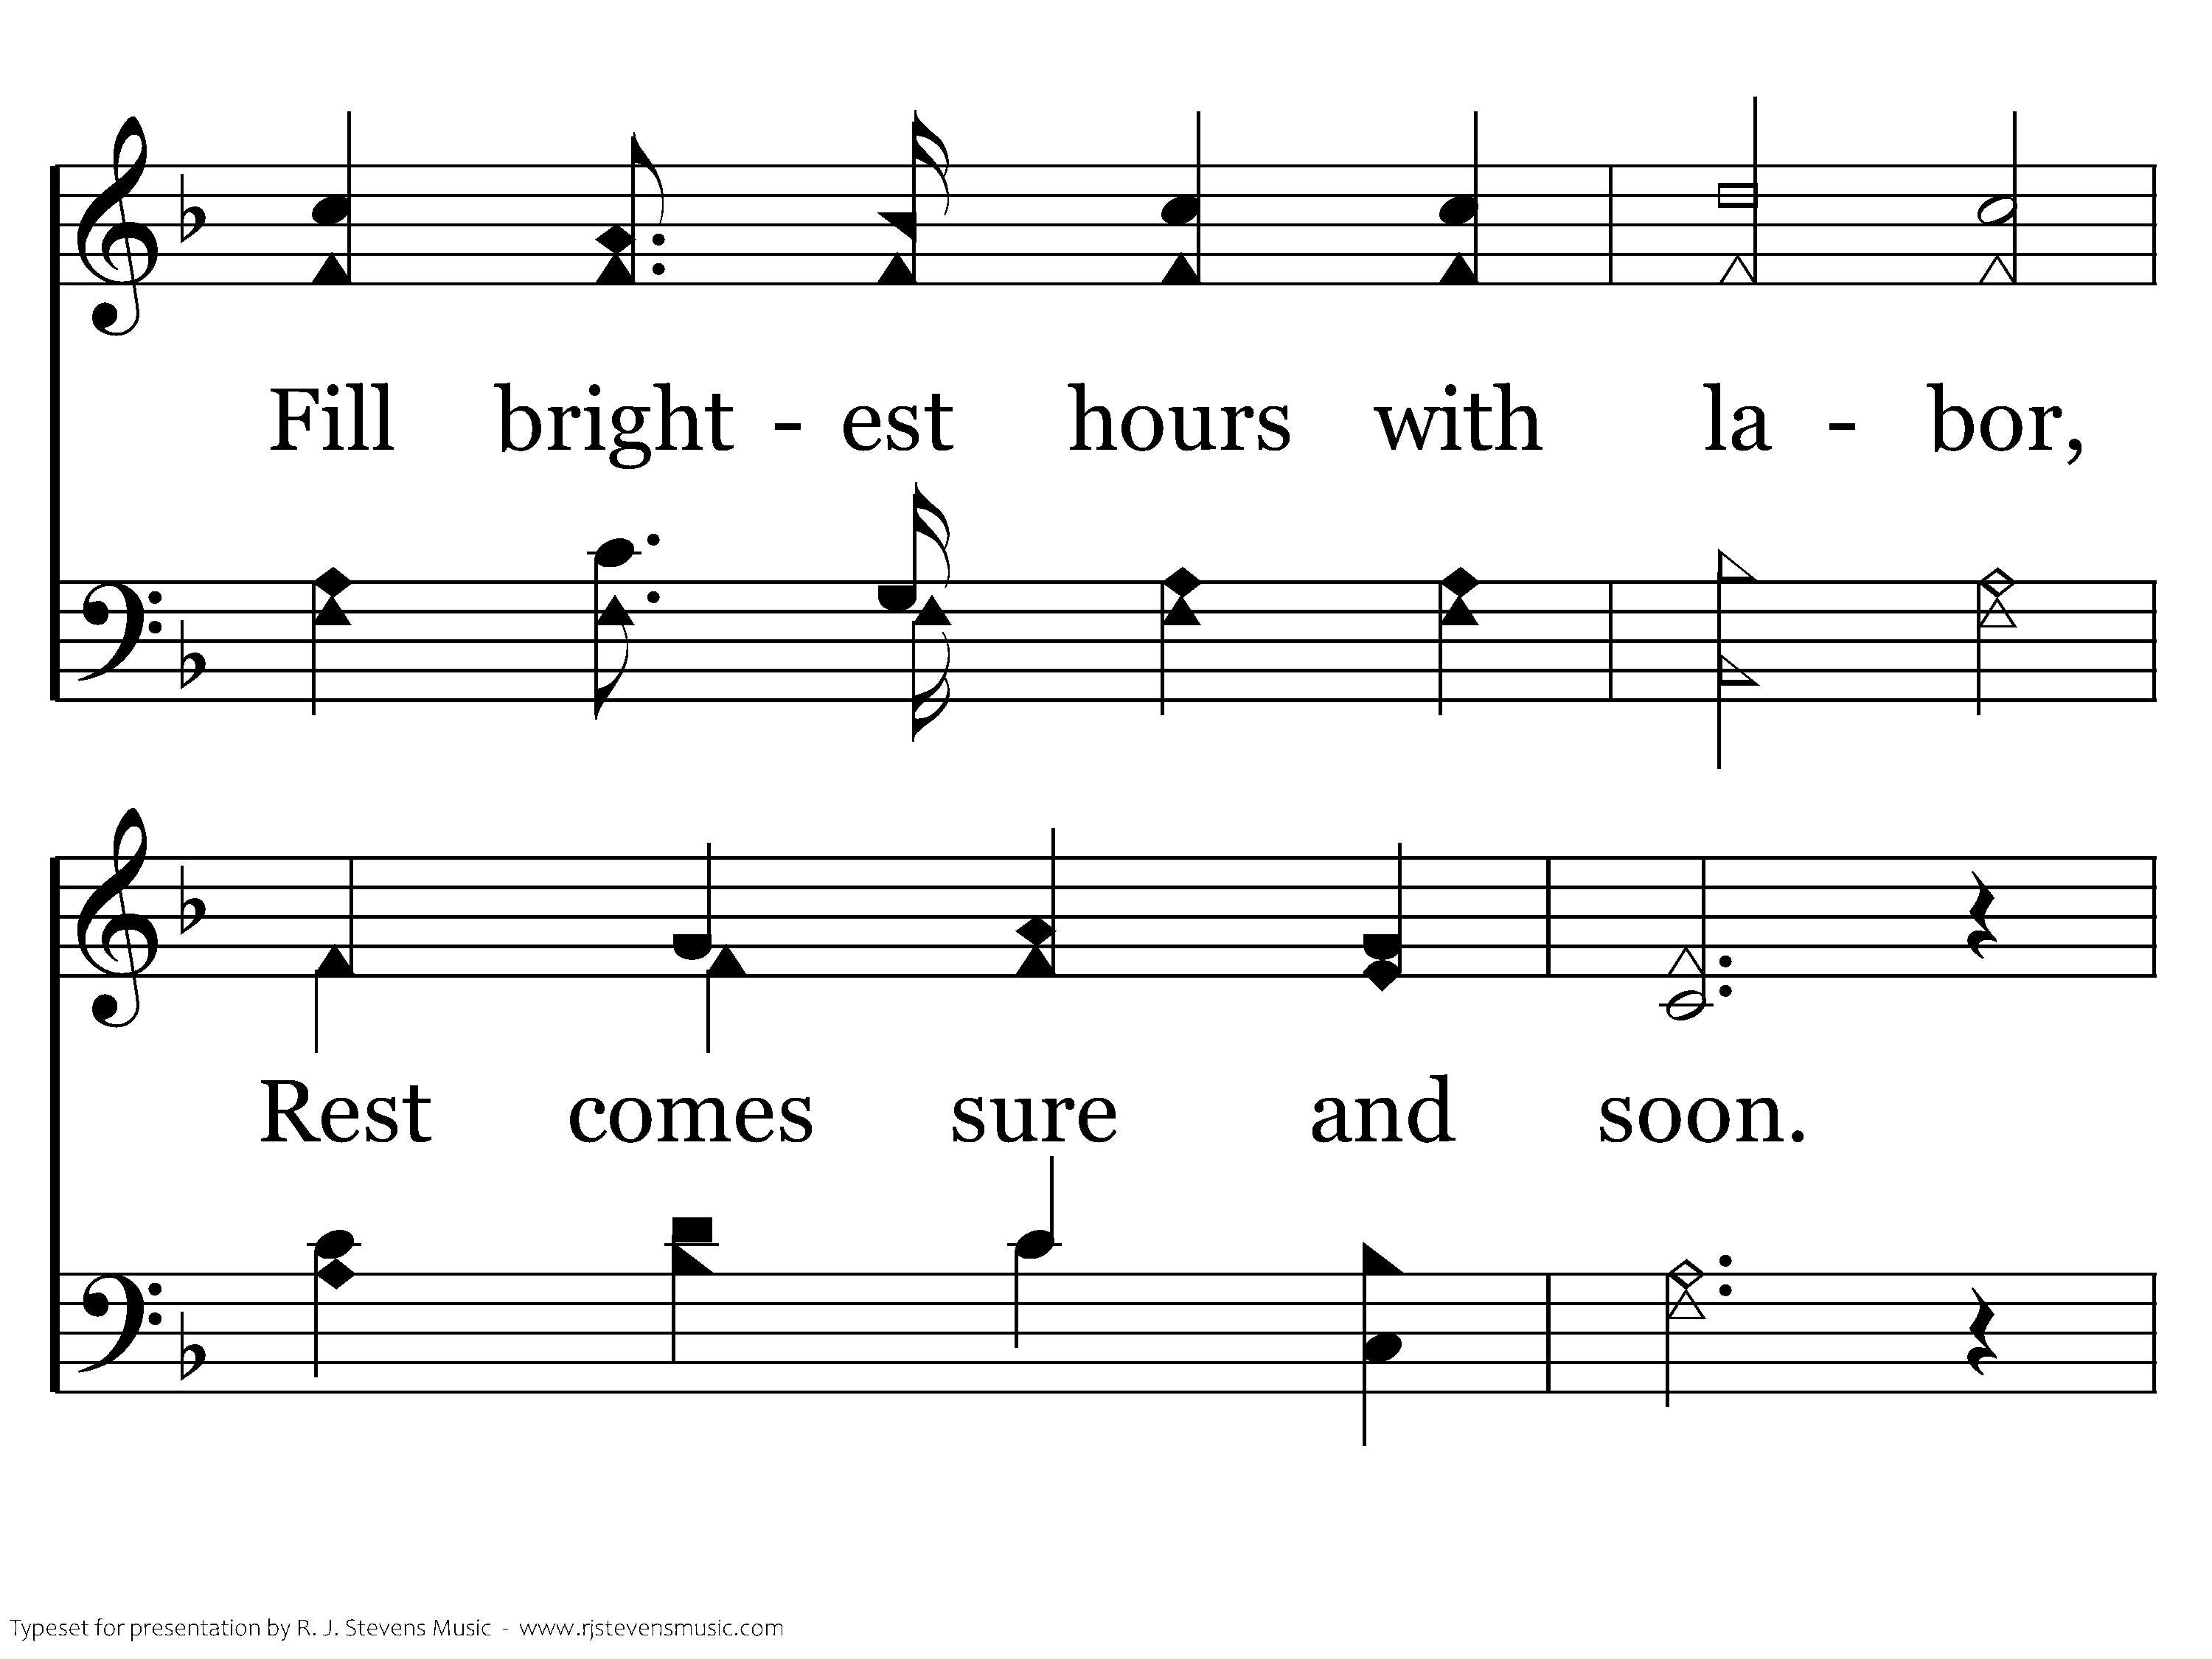 Fill bright - est hours with la - bor,
Rest comes sure and soon.
Typeset for presentation by R. J. Stevens Music - www.rjstevensmusic.com